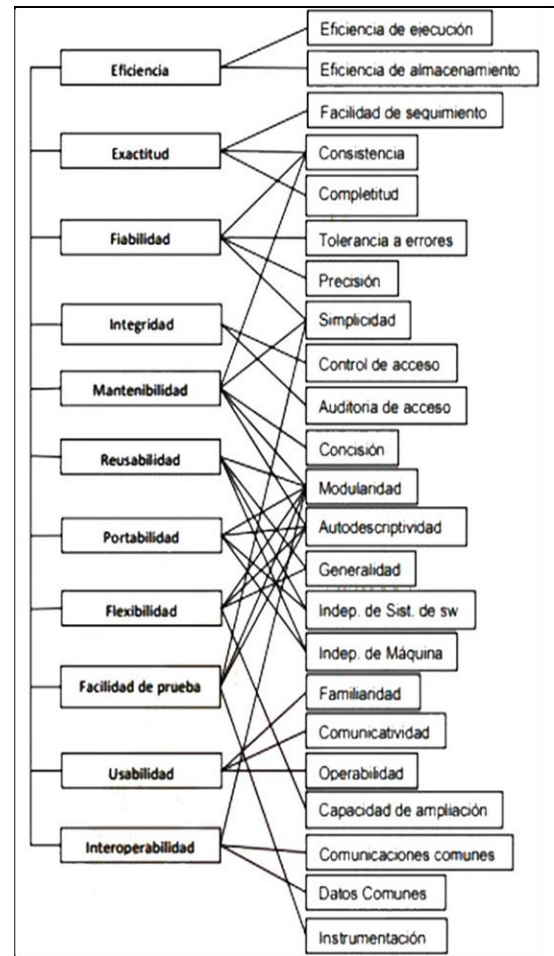 Eficiencia
Exactitud
Fiabilidad
Integridad
Mantenibilidad
Reusabilidad
Portabilidad
Flexibilidad
Facilidad de prueba
Usabilidad
Interoperabilidad
Eficiencia de ejecución
Eficiencia de almacenamiento
Facilidad de sequimiento
Consistencia
Completitud
Tolerancia a errores
Precisión
Simplicidad
Control de acceso
Auditoria de acceso
Concisión
Modularidad
Autodescriptividad
Generalidad
Indep. de Sist. de sw
Indep. de Máquina
Familiaridad
Comunicatividad
Operabilidad
Capacidad de ampliación
Comunicaciones comunes
Datos Comunes
Instrumentación